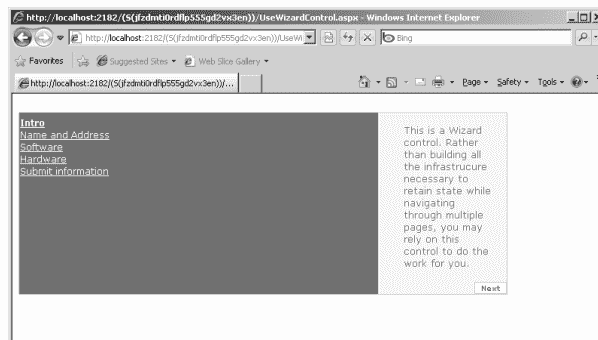 http://localhost:2182/(S(jfzdmti0rdflp555gd2vx3en))/UseWizardControl.aspx - Windows Internet Explorer
http://localhost:2182/(S(jfzdmti0rdflp555gd2vx3en))/UseWi
Bing
Favorites
Suggested Sites
Web Slice Gallery
http://localhost:2182/(S(jfzdmti0rdflp555gd2vx3en))/...
Page
Safety
Tools
Intro
Name and Address
Software
Hardware
Submit information
This is a Wizard
control. Rather
than building all
the infrastrucure
necessary to
retain state while
navigating
through multiple
pages, you may
rely on this
control to do the
work for you.
Next